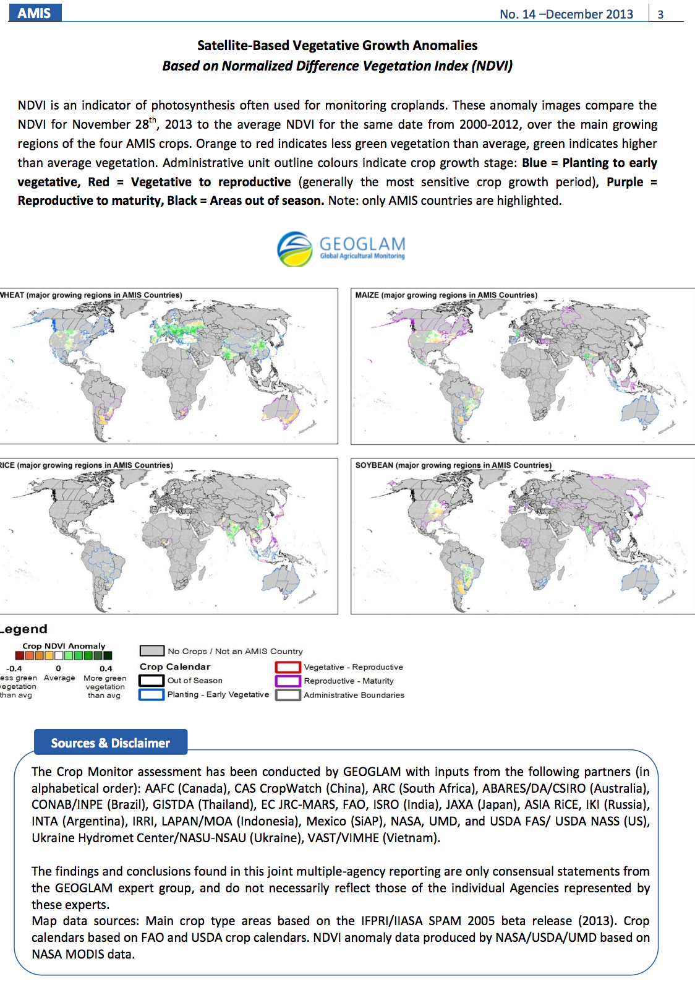 AMIS
No. 14 –December 2013 3
Satellite-Based Vegetative Growth Anomalies
Based on Normalized Difference Vegetation Index (NDVI)
NDVI is an indicator of photosynthesis often used for monitoring croplands. These anomaly images compare the
NDVI for November 28th, 2013 to the average NDVI for the same date from 2000-2012, over the main growing
regions of the four AMIS crops. Orange to red indicates less green vegetation than average, green indicates higher
than average vegetation. Administrative unit outline colours indicate crop growth stage: Blue = Planting to early
vegetative, Red = Vegetative to reproductive (generally the most sensitive crop growth period), Purple =
Reproductive to maturity, Black = Areas out of season. Note: only AMIS countries are highlighted.
GEOGLAM
Global Agricultural Monitoring
WHEAT (major growing regions in AMIS Countries)
MAIZE (major growing regions in AMIS Countries)
RICE (major growing regions in AMIS Countries)
SOYBEAN (major growing regions in AMIS Countries)
Legend
Crop NDVI Anomaly
-0.4 0 0.4
ess green Average More green
vegetation vegetation
than avg than avg
No Crops / Not an AMIS Country
Crop Calendar
Out of Season
Planting - Early Vegetative
Vegetative - Reproductive
Reproductive - Maturity
Administrative Boundaries
Sources & Disclaimer
The Crop Monitor assessment has been conducted by GEOGLAM with inputs from the following partners (in
alphabetical order): AAFC (Canada), CAS CropWatch (China), ARC (South Africa), ABARES/DA/CSIRO (Australia),
CONAB/INPE (Brazil), GISTDA (Thailand), EC JRC-MARS, FAO, ISRO (India), JAXA (Japan), ASIA RiCE, IKI (Russia),
INTA (Argentina), IRRI, LAPAN/MOA (Indonesia), Mexico (SiAP), NASA, UMD, and USDA FAS/ USDA NASS (US),
Ukraine Hydromet Center/NASU-NSAU (Ukraine), VAST/VIMHE (Vietnam).
The findings and conclusions found in this joint multiple-agency reporting are only consensual statements from
the GEOGLAM expert group, and do not necessarily reflect those of the individual Agencies represented by
these experts.
Map data sources: Main crop type areas based on the IFPRI/IIASA SPAM 2005 beta release (2013). Crop
calendars based on FAO and USDA crop calendars. NDVI anomaly data produced by NASA/USDA/UMD based on
NASA MODIS data.